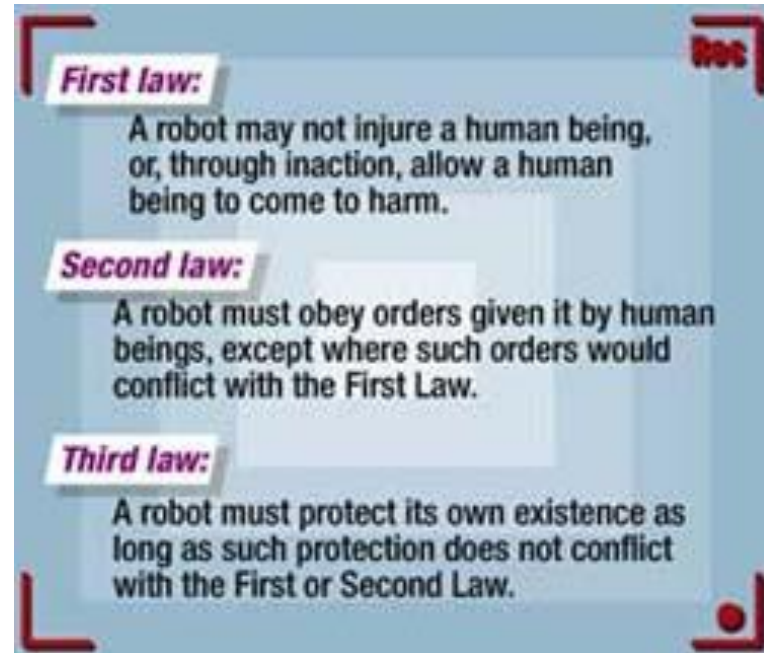 Rec
First law:
A robot may not injure a human being,
or, through inaction, allow a human
being to come to harm.
Second law:
A robot must obey orders given it by human
beings, except where such orders would
conflict with the First Law.
Third law:
A robot must protect its own existence as
long as such protection does not conflict
with the First or Second Law.